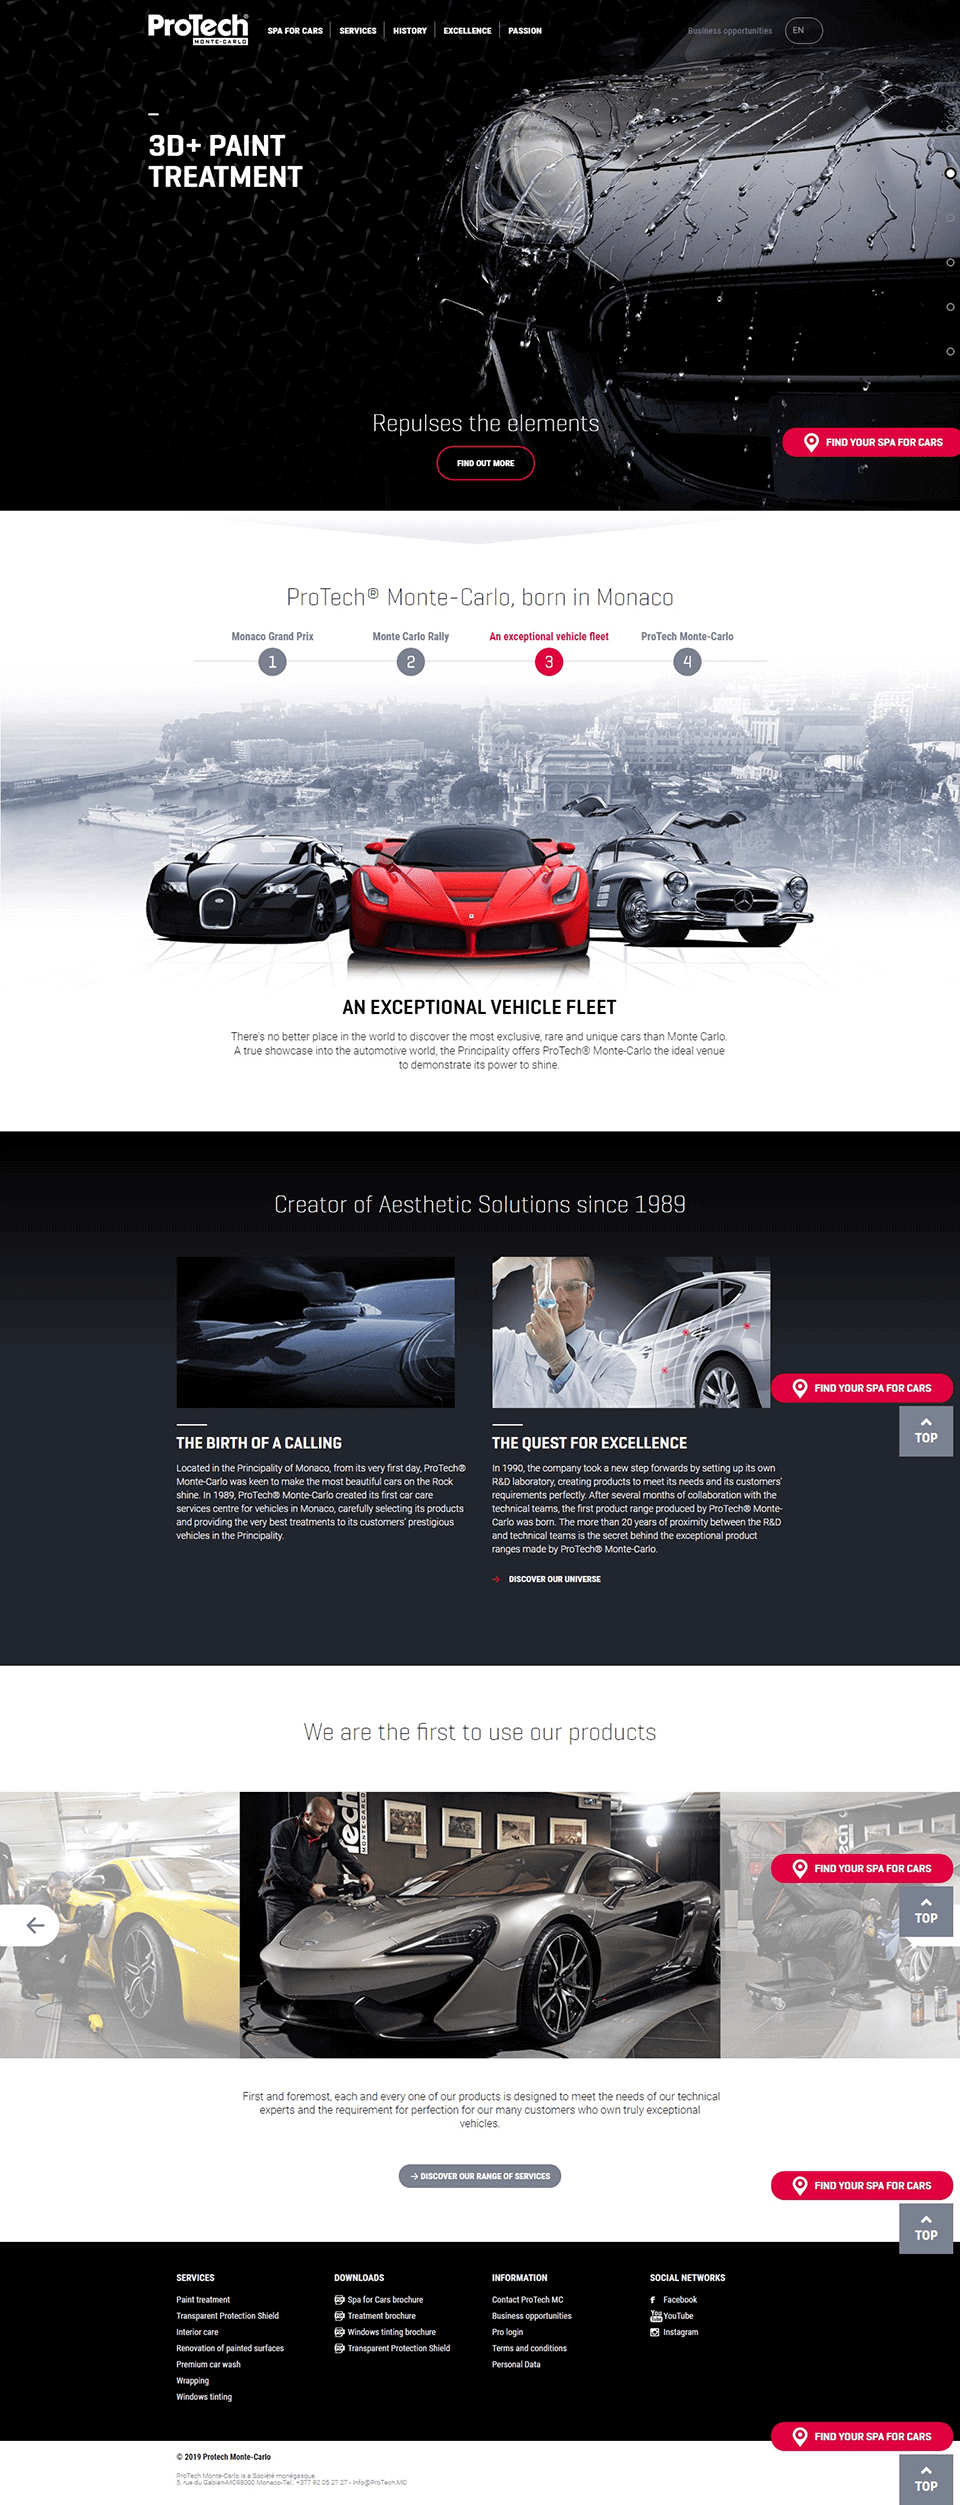 ProTech®
MONTE-CARLO
SPA FOR CARS
SERVICES
HISTORY
EXCELLENCE
PASSION
Business opportunities
EN
3D+ PAINT
TREATMENT
Repulses the elements
FIND OUT MORE
FIND YOUR SPA FOR CARS
ProTech® Monte-Carlo, born in Monaco
Monaco Grand Prix
Monte Carlo Rally
An exceptional vehicle fleet
ProTech Monte-Carlo
1
2
3
4
AN EXCEPTIONAL VEHICLE FLEET
There's no better place in the world to discover the most exclusive, rare and unique cars than Monte Carlo.
A true showcase into the automotive world, the Principality offers ProTech® Monte-Carlo the ideal venue
to demonstrate its power to shine.
Creator of Aesthetic Solutions since 1989
FIND YOUR SPA FOR CARS
TOP
THE BIRTH OF A CALLING
Located in the Principality of Monaco, from its very first day, ProTech®
Monte-Carlo was keen to make the most beautiful cars on the Rock
shine. In 1989, ProTech® Monte-Carlo created its first car care
services centre for vehicles in Monaco, carefully selecting its products
and providing the very best treatments to its customers' prestigious
vehicles in the Principality.
THE QUEST FOR EXCELLENCE
In 1990, the company took a new step forwards by setting up its own
R&D laboratory, creating products to meet its needs and its customers'
requirements perfectly. After several months of collaboration with the
technical teams, the first product range produced by ProTech® Monte-
Carlo was born. The more than 20 years of proximity between the R&D
and technical teams is the secret behind the exceptional product
ranges made by ProTech® Monte-Carlo.
DISCOVER OUR UNIVERSE
We are the first to use our products
FIND YOUR SPA FOR CARS
TOP
First and foremost, each and every one of our products is designed to meet the needs of our technical
experts and the requirement for perfection for our many customers who own truly exceptional
vehicles.
DISCOVER OUR RANGE OF SERVICES
FIND YOUR SPA FOR CARS
TOP
SERVICES
Paint treatment
Transparent Protection Shield
Interior care
Renovation of painted surfaces
Premium car wash
Wrapping
Windows tinting
DOWNLOADS
Spa for Cars brochure
Treatment brochure
Windows tinting brochure
Transparent Protection Shield
INFORMATION
Contact ProTech MC
Business opportunities
Pro login
Terms and conditions
Personal Data
SOCIAL NETWORKS
Facebook
YouTube
Instagram
FIND YOUR SPA FOR CARS
TOP
© 2019 Protech Monte-Carlo
ProTech Monte-Carlo is a Société monégasque.
5, rue du Gabian-MC98000 Monaco-Tel.: +377 92 05 27 27 - Info@ProTech.MC